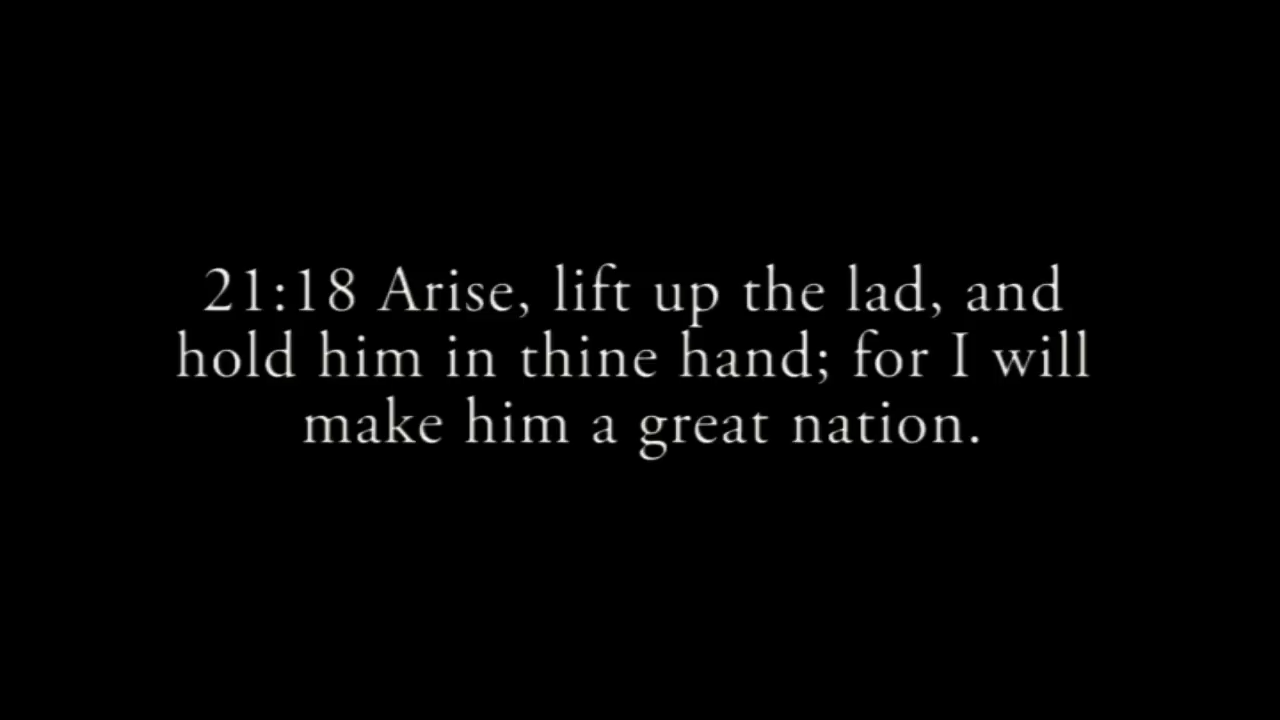 21:18 Arise, lift up the lad, and
hold him in thine hand; for I will
make him a great nation.